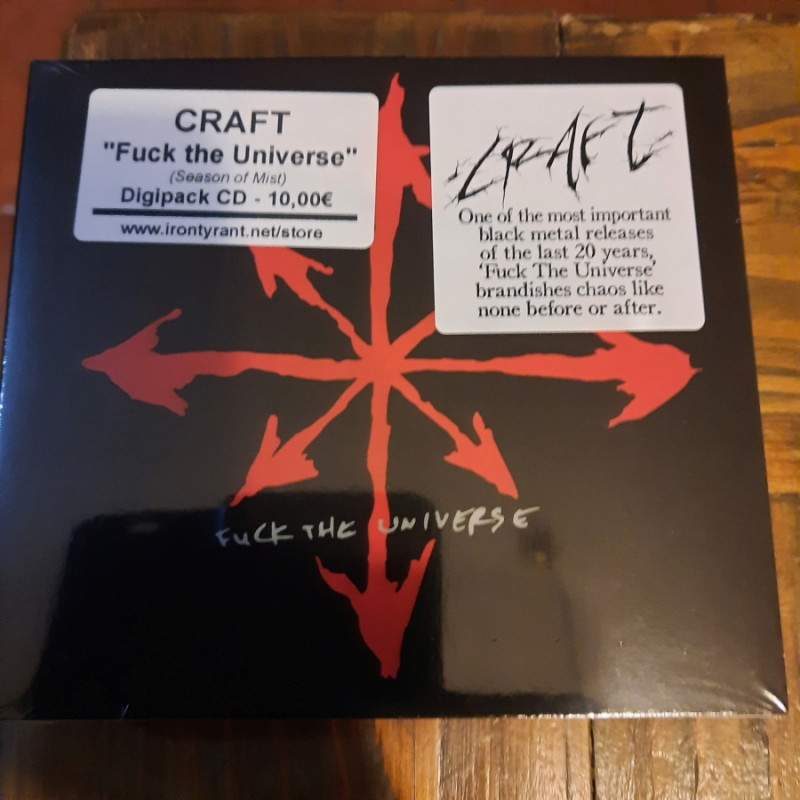 CRAFT
"Fuck the Universe"
(Season of Mist)
Digipack CD - 10,00€
www.irontyrant.net/store
CRAFT
One of the most important
black metal releases
of the last 20 years,
'Fuck The Universe'
brandishes chaos like
none before or after.
FUCK THE UNIVERSE